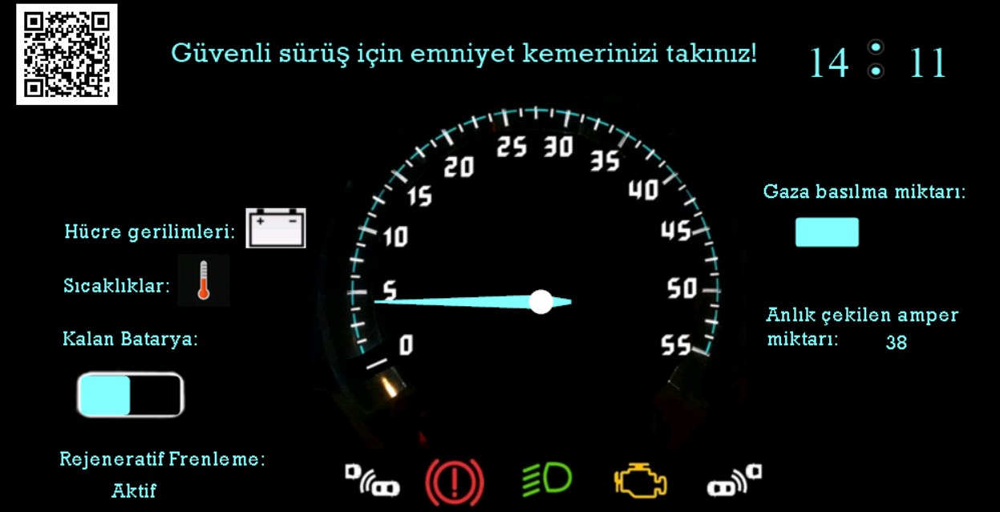 Güvenli sürüş için emniyet kemerinizi takınız!
14 : 11
25 30
20 35
15 40
Gaza basılma miktarı:
Hücre gerilimleri: + -
10 45
Sıcaklıklar:
5 50
Anlık çekilen amper
miktarı: 38
Kalan Batarya:
0 55
Rejeneratif Frenleme:
Aktif
!